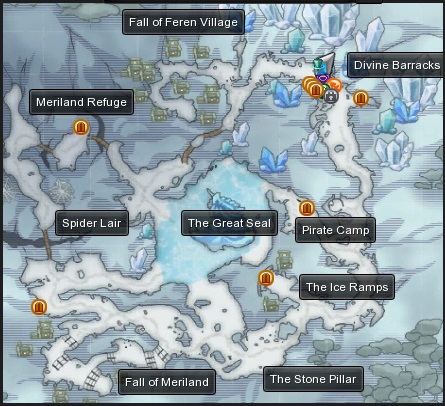 Fall of Feren Village
Divine Barracks
Meriland Refuge
Spider Lair
The Great Seal
Pirate Camp
The Ice Ramps
Fall of Meriland
The Stone Pillar